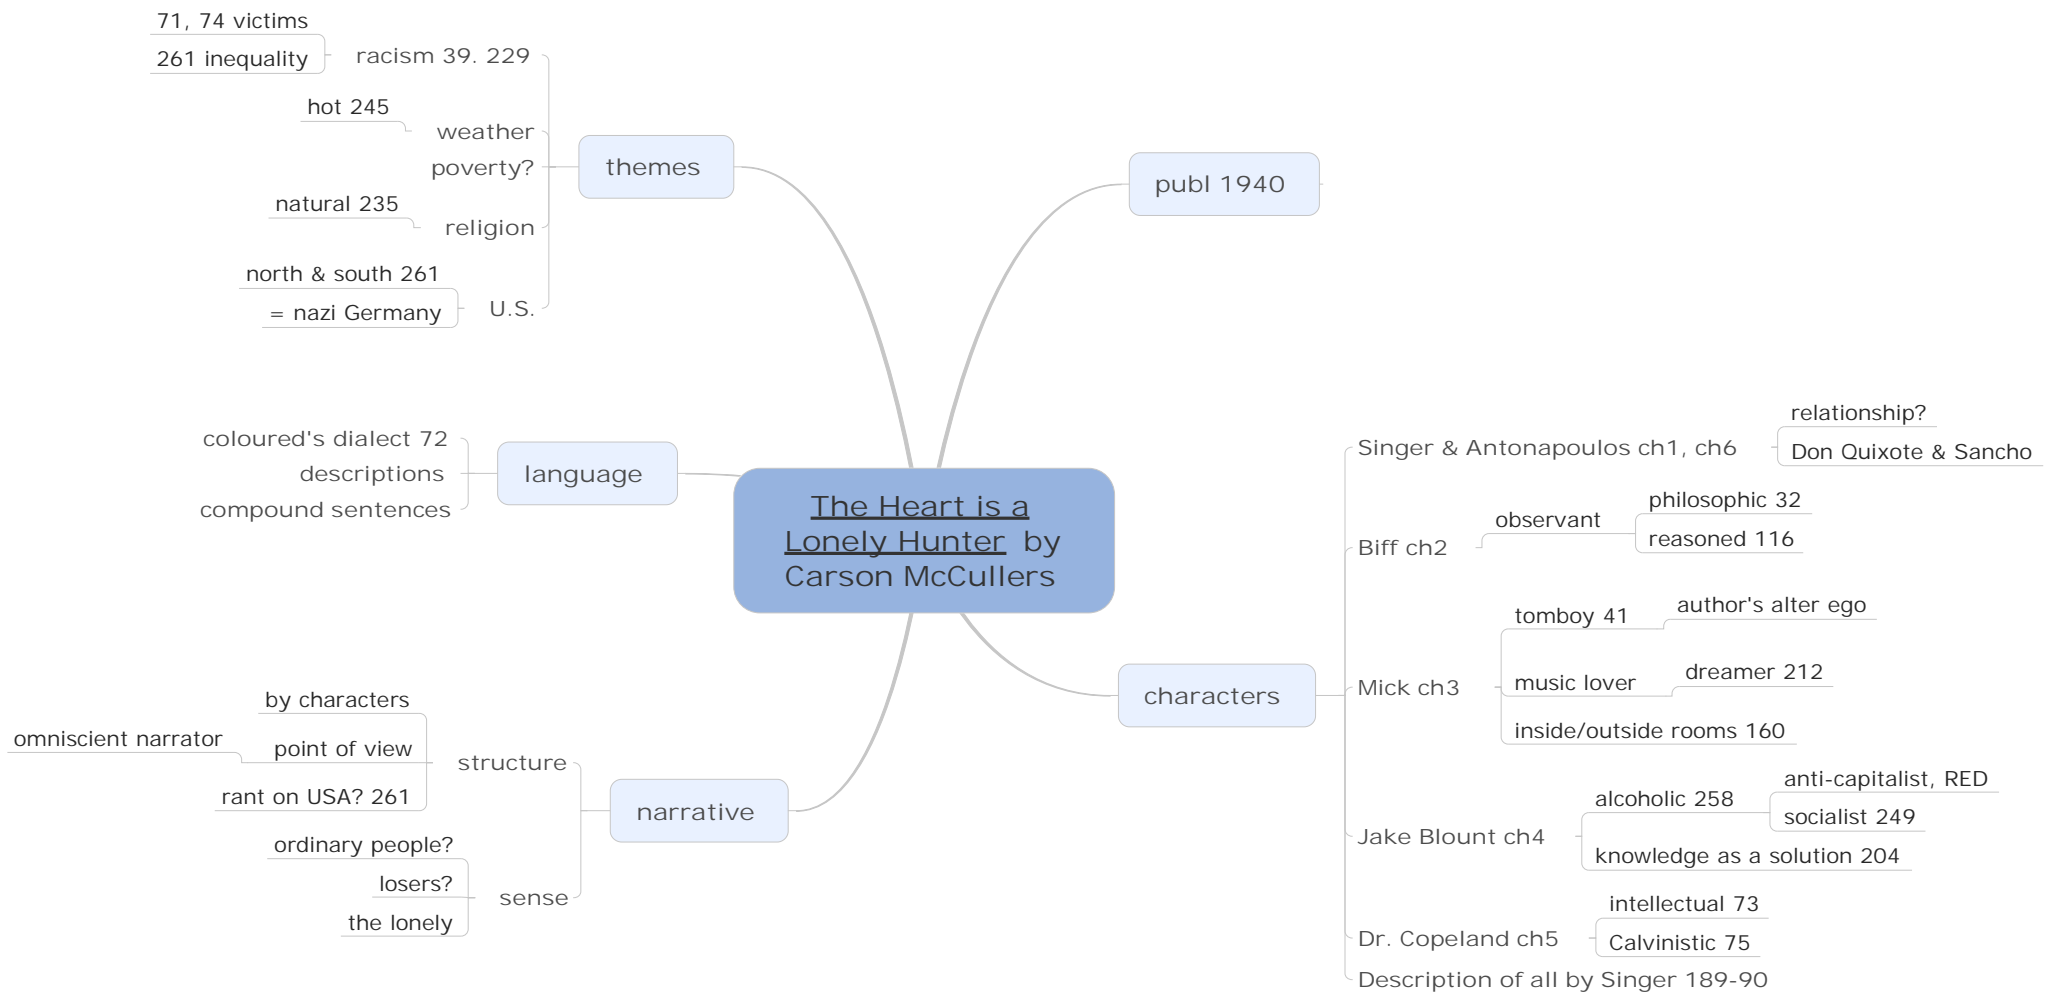 The Heart is a
Lonely Hunter by
Carson McCullers
publ 1940
characters
Singer & Antonapoulos ch1, ch6
relationship?
Don Quixote & Sancho
Biff ch2
observant
philosophic 32
reasoned 116
Mick ch3
tomboy 41
author's alter ego
music lover
dreamer 212
inside/outside rooms 160
Jake Blount ch4
alcoholic 258
anti-capitalist, RED
socialist 249
knowledge as a solution 204
Dr. Copeland ch5
intellectual 73
Calvinistic 75
Description of all by Singer 189-90
themes
racism 39. 229
71, 74 victims
261 inequality
weather
hot 245
poverty?
religion
natural 235
U.S.
north & south 261
= nazi Germany
language
coloured's dialect 72
descriptions
compound sentences
narrative
structure
by characters
point of view
omniscient narrator
rant on USA? 261
sense
ordinary people?
losers?
the lonely